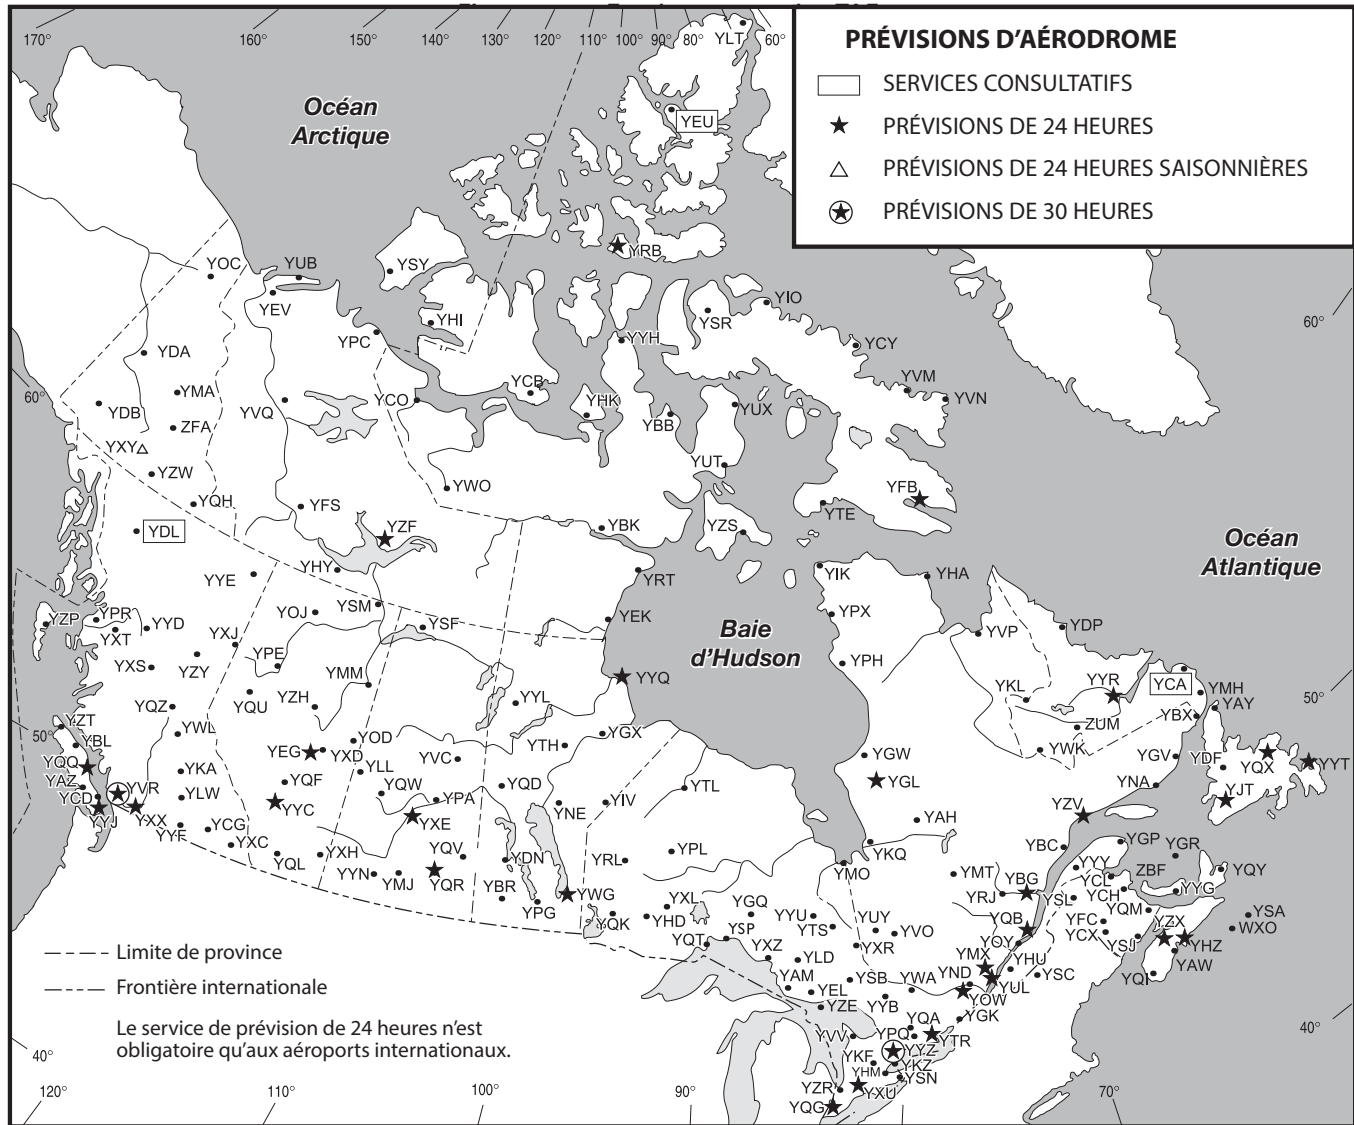 170°
160°
150°
140°
130°
120°
110°
100°
90°
80°
YLT
60°
PRÉVISIONS D'AÉRODROME
SERVICES CONSULTATIFS
PRÉVISIONS DE 24 HEURES
PRÉVISIONS DE 24 HEURES SAISONNIÈRES
PRÉVISIONS DE 30 HEURES
Océan
Arctique
YEU
YRB
YOC
YUB
YSY
YEV
YHI
YPC
YIO
YSR
YYH
YCY
60°
YDA
YMA
YDB
YVQ
YCO
YCB
YHK
YBB
YUX
YVM
YVN
60°
ZFA
YXY
YZW
YUT
YQH
YFS
YWO
YFB
YTE
YDL
YZF
YBK
YZS
Océan
Atlantique
YYE
YHY
YRT
YIK
YHA
YZP
YPR
YXT
YYD
YOJ
YSM
YSF
YEK
YPX
Baie
d'Hudson
YVP
YDP
YXJ
YXS
YZY
YPE
YMM
YYQ
YPH
YYR
YCA
YMH
YAY
YKL
YQZ
YQU
YZH
YYL
50°
YZT
YBL
YWL
YEG
YXD
YOD
YVC
YTH
YGX
ZUM
YBX
50°
YQQ
YAZ
YCD
YVR
YKA
YLW
YQF
YYC
YLL
YQW
YPA
YQD
YTL
YGW
YGL
YWK
YGV
YDF
YQX
YYT
YNA
YJT
YYJ
YXX
YYF
YCG
YXC
YQL
YXH
YXE
YNE
YIV
YAH
YZV
YYN
YMJ
YQV
YQR
YDN
YBR
YPG
YWG
YRL
YPL
YKQ
YMO
YBC
YGP
YGR
YQY
YQK
YHD
YXL
YGQ
YQT
YSP
YYU
YTS
YUY
YVO
YMT
YRJ
YBG
YYY
YSL
YCL
ZBF
YCH
YYG
YQM
YSA
WXO
YXZ
YLD
YXR
YQB
YOY
YFC
YCX
YSJ
YZX
YHZ
YAW
YAM
YEL
YZE
YSB
YWA
YYB
YMX
YND
YHU
YUL
YOW
YSC
YQI
YGK
YVV
YQA
YPQ
YTR
YYZ
YKF
YKZ
YHM
YSN
YZR
YXU
YQG
Limite de province
Frontière internationale
Le service de prévision de 24 heures n'est
obligatoire qu'aux aéroports internationaux.
40°
40°
120°
110°
100°
90°
70°